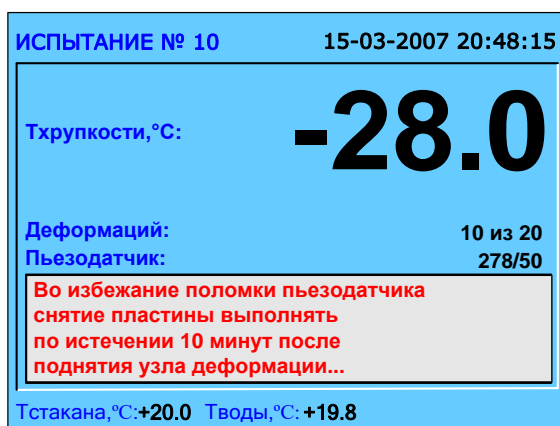 ИСПЫТАНИЕ № 10 15-03-2007 20:48:15
Тхрупкости,°С: -28.0
Деформаций: 10 из 20
Пьезодатчик: 278/50
Во избежание поломки пьезодатчика
снятие пластины выполнять
по истечении 10 минут после
поднятия узла деформации...
Тстакана,°С:+20.0 Тводы,°С:+19.8